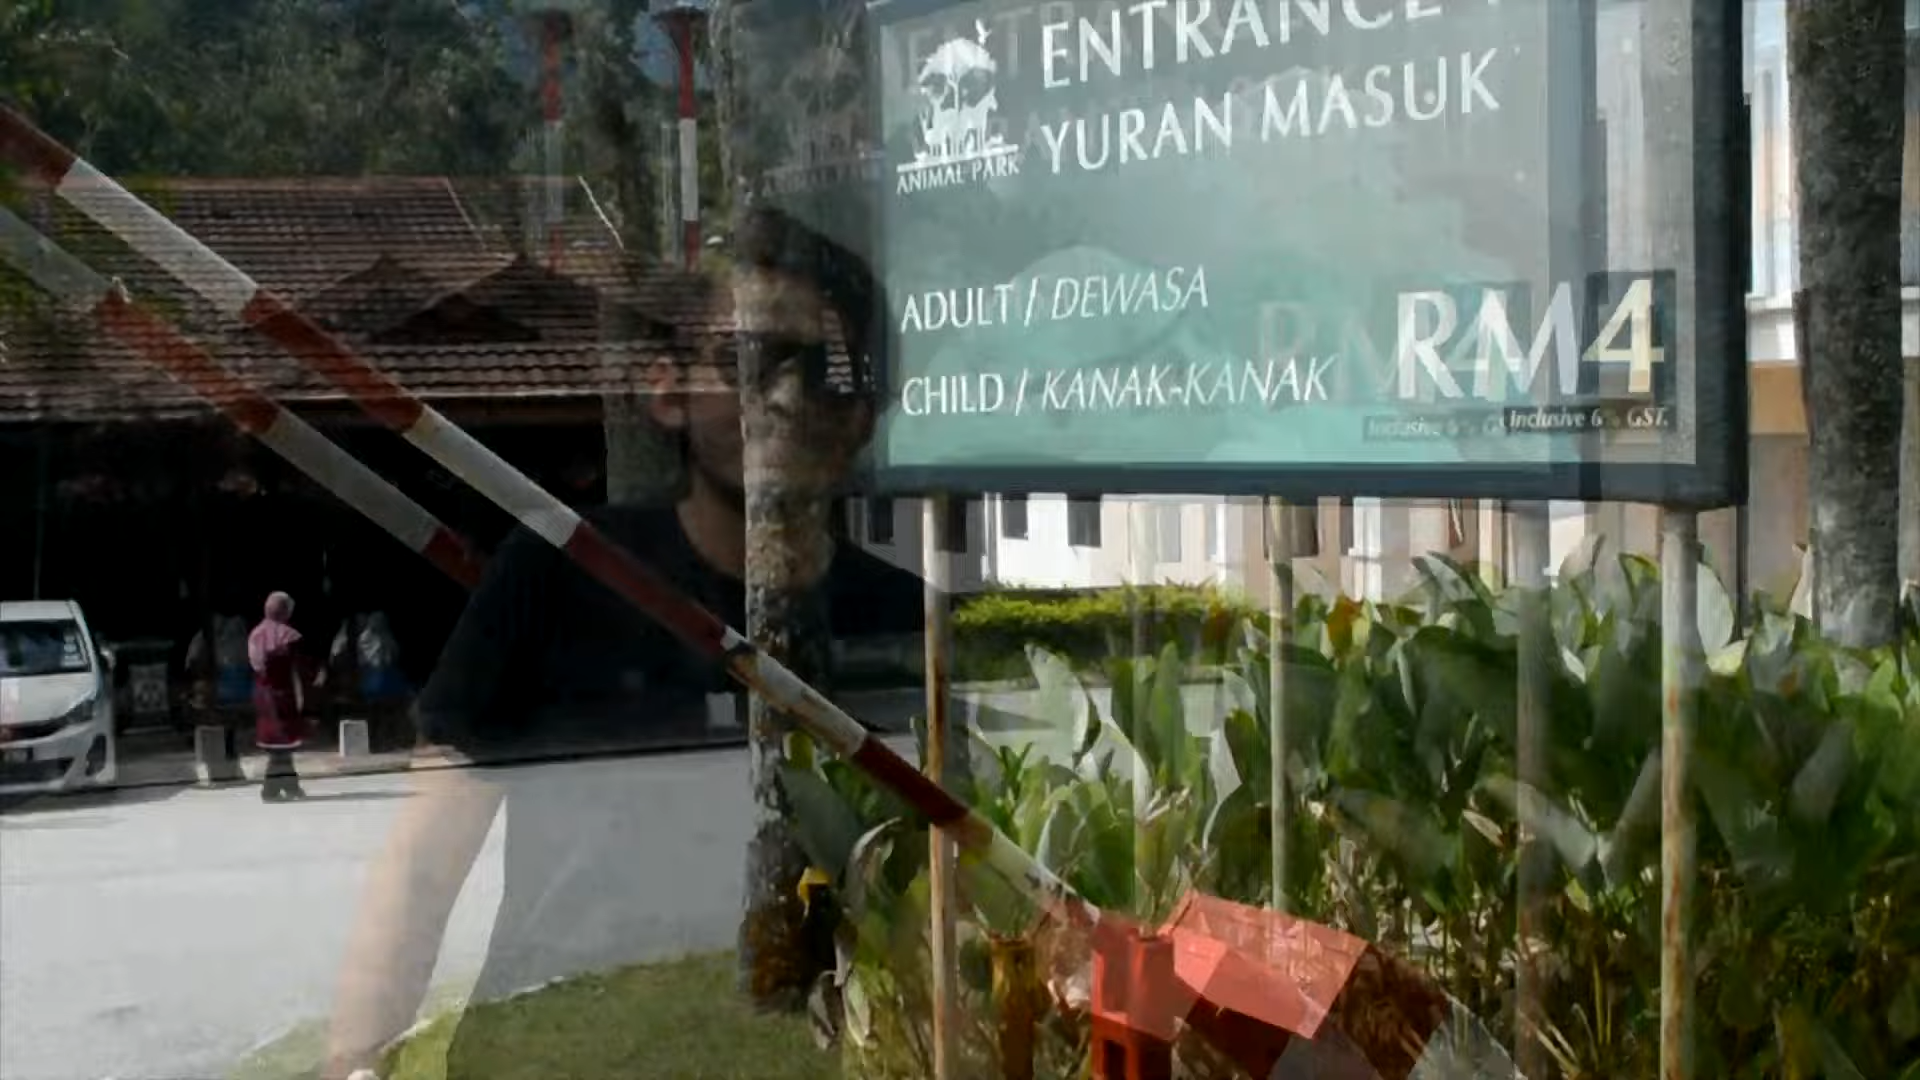 ENTRANCE
YURAN MASUK
ANIMAL PARK
ADULT / DEWASA
CHILD / KANAK-KANAK
RM4
Inclusive 6% GST.